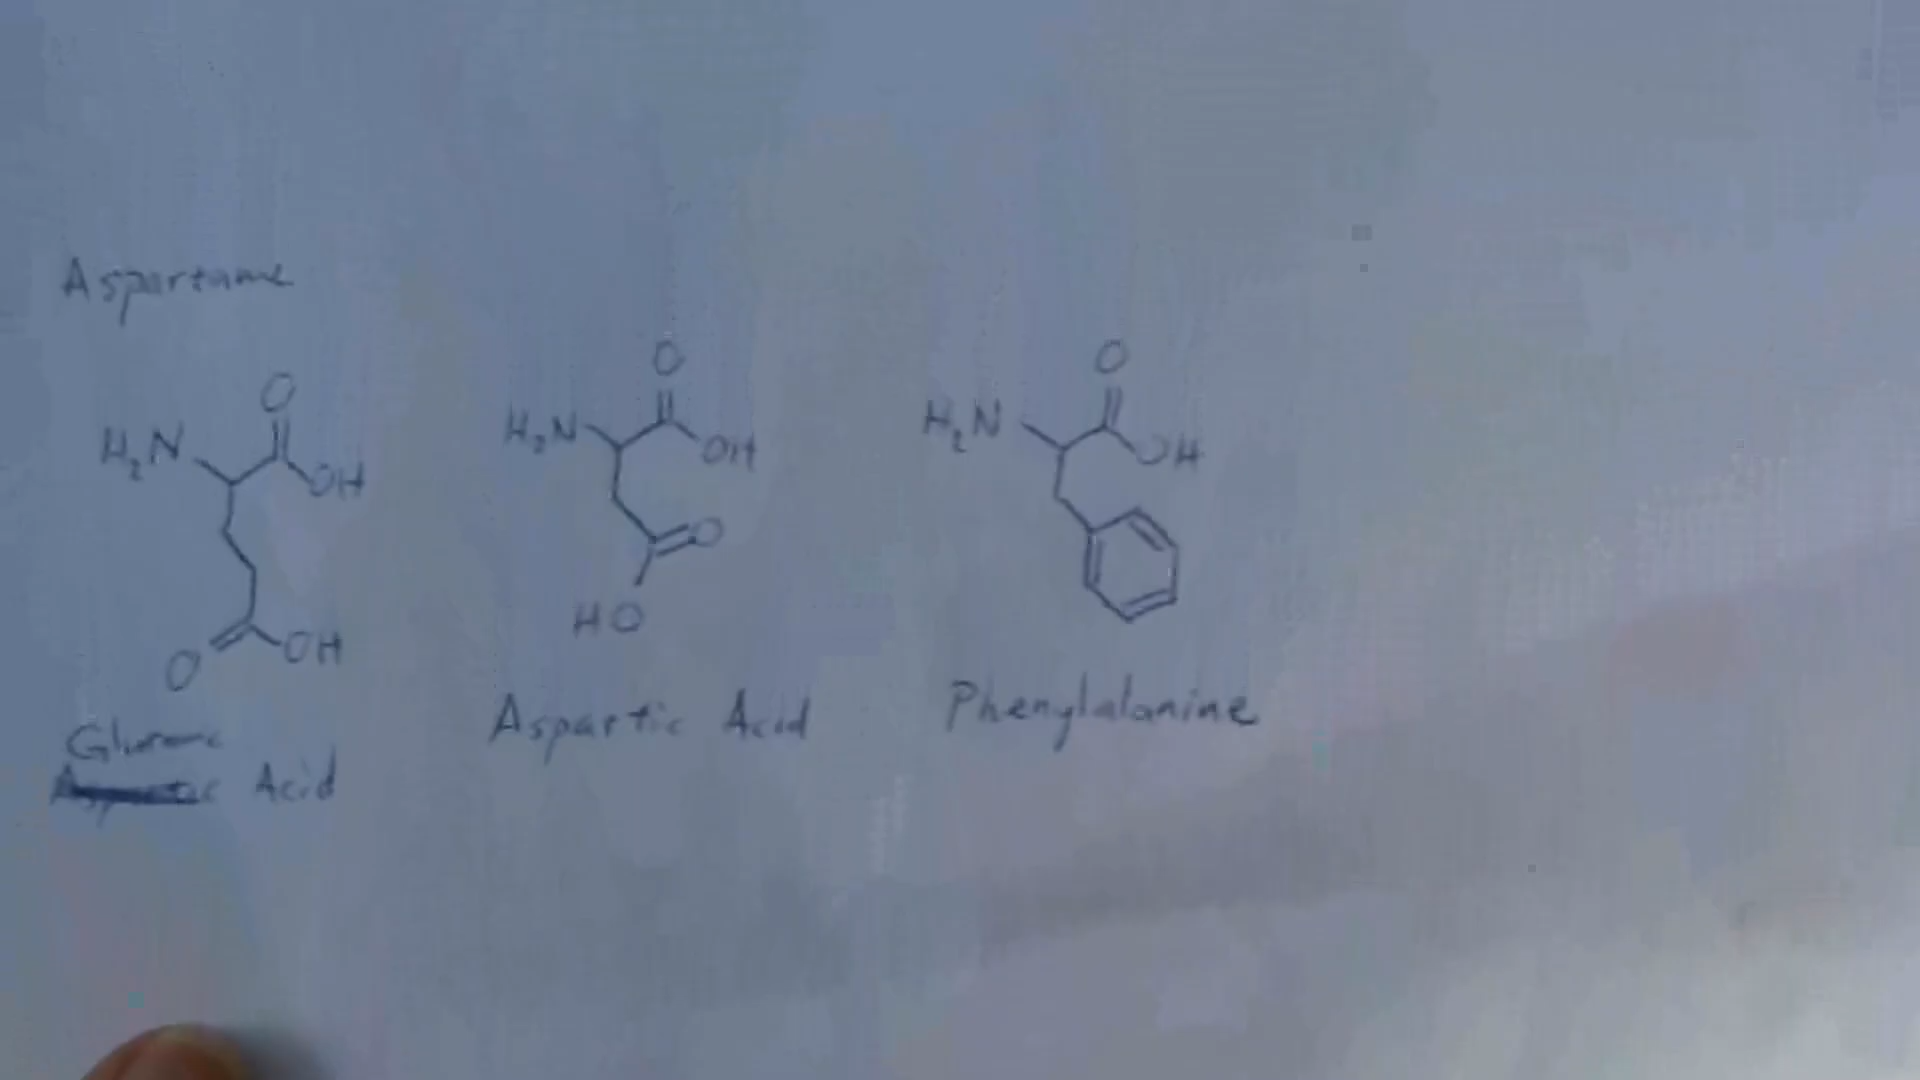 Aspartame
O
H₂N
OH
O
OH
Acid
O
H₂N
OH
O
HO
Aspartic Acid
O
H₂N
OH
Phenylalanine